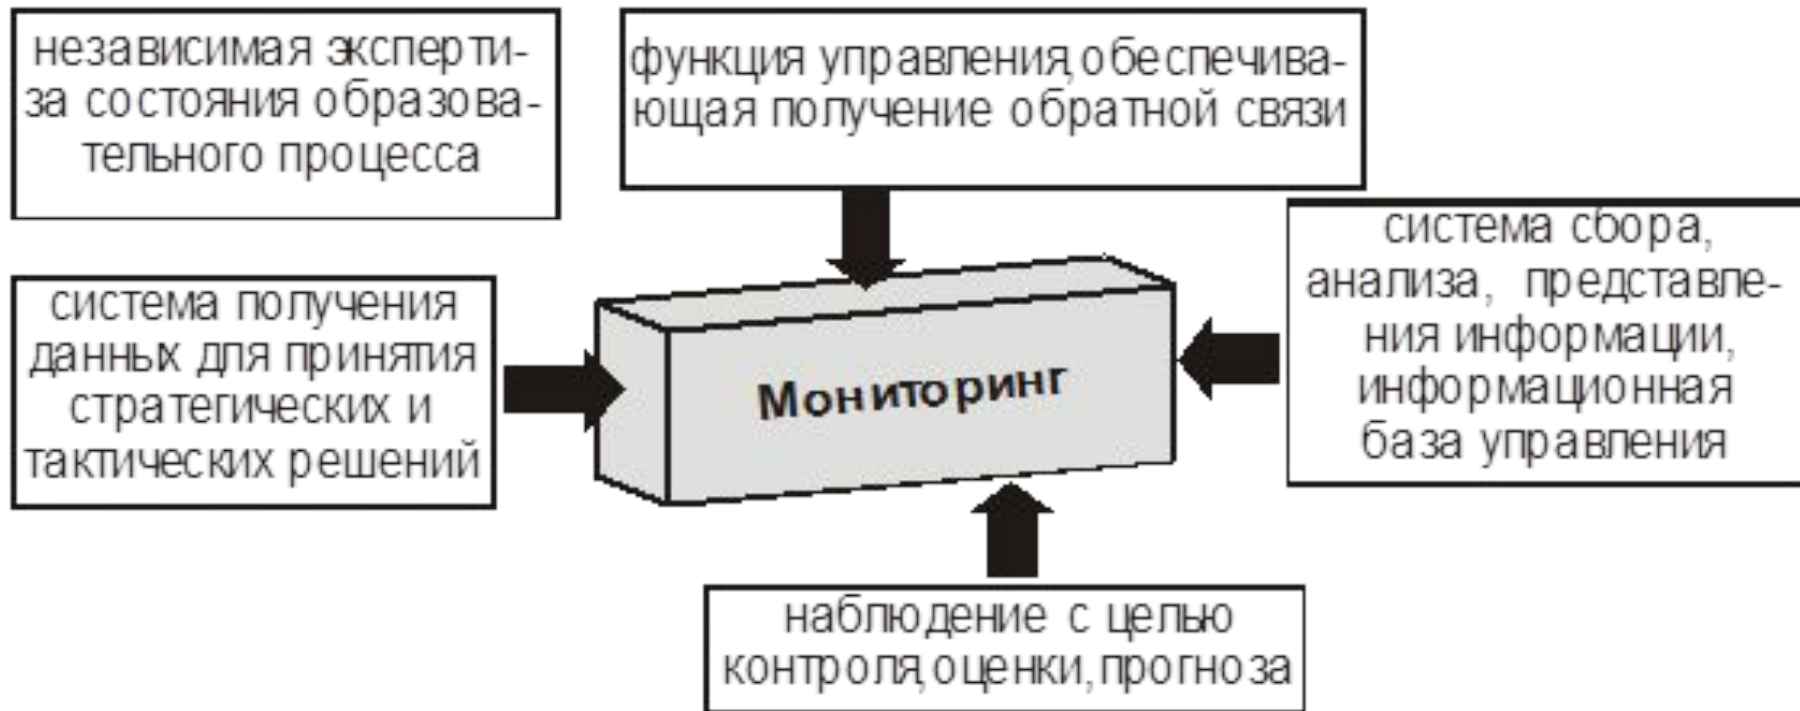 независимая эксперти-
за состояния образова-
тельного процесса
функция управления, обеспечива-
ющая получение обратной связи
система получения
данных для принятия
стратегических и
тактических решений
Мониторинг
система сбора,
анализа, представле-
ния информации,
информационная
база управления
наблюдение с целью
контроля, оценки, прогноза